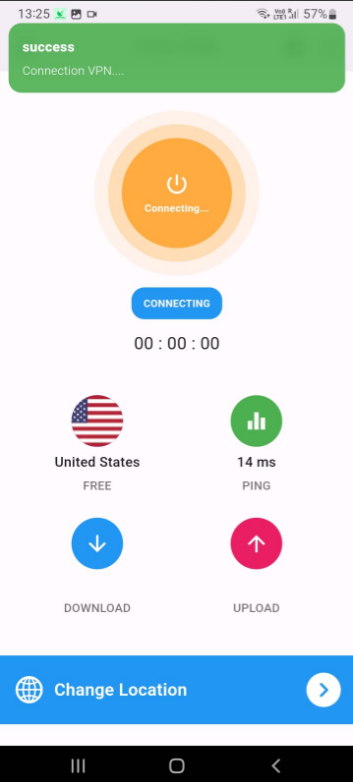 13:25 57%
success
Connection VPN....
Connecting...
CONNECTING
00 : 00 : 00
United States
14 ms
FREE
PING
DOWNLOAD
UPLOAD
Change Location